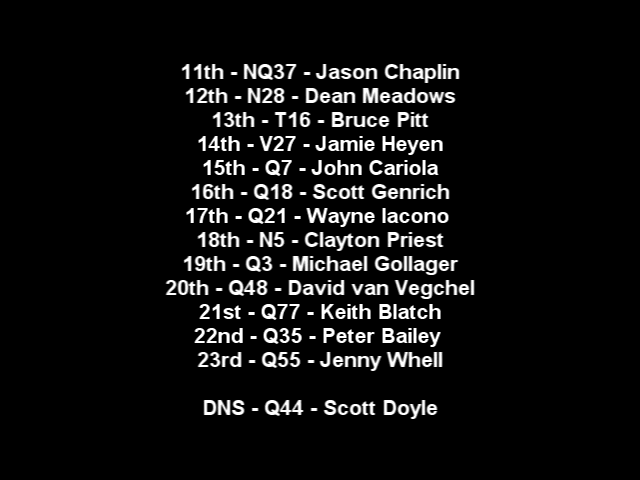 11th - NQ37 - Jason Chaplin
12th - N28 - Dean Meadows
13th - T16 - Bruce Pitt
14th - V27 - Jamie Heyen
15th - Q7 - John Cariola
16th - Q18 - Scott Genrich
17th - Q21 - Wayne Iacono
18th - N5 - Clayton Priest
19th - Q3 - Michael Gollager
20th - Q48 - David van Vegchel
21st - Q77 - Keith Blatch
22nd - Q35 - Peter Bailey
23rd - Q55 - Jenny Whell
DNS - Q44 - Scott Doyle